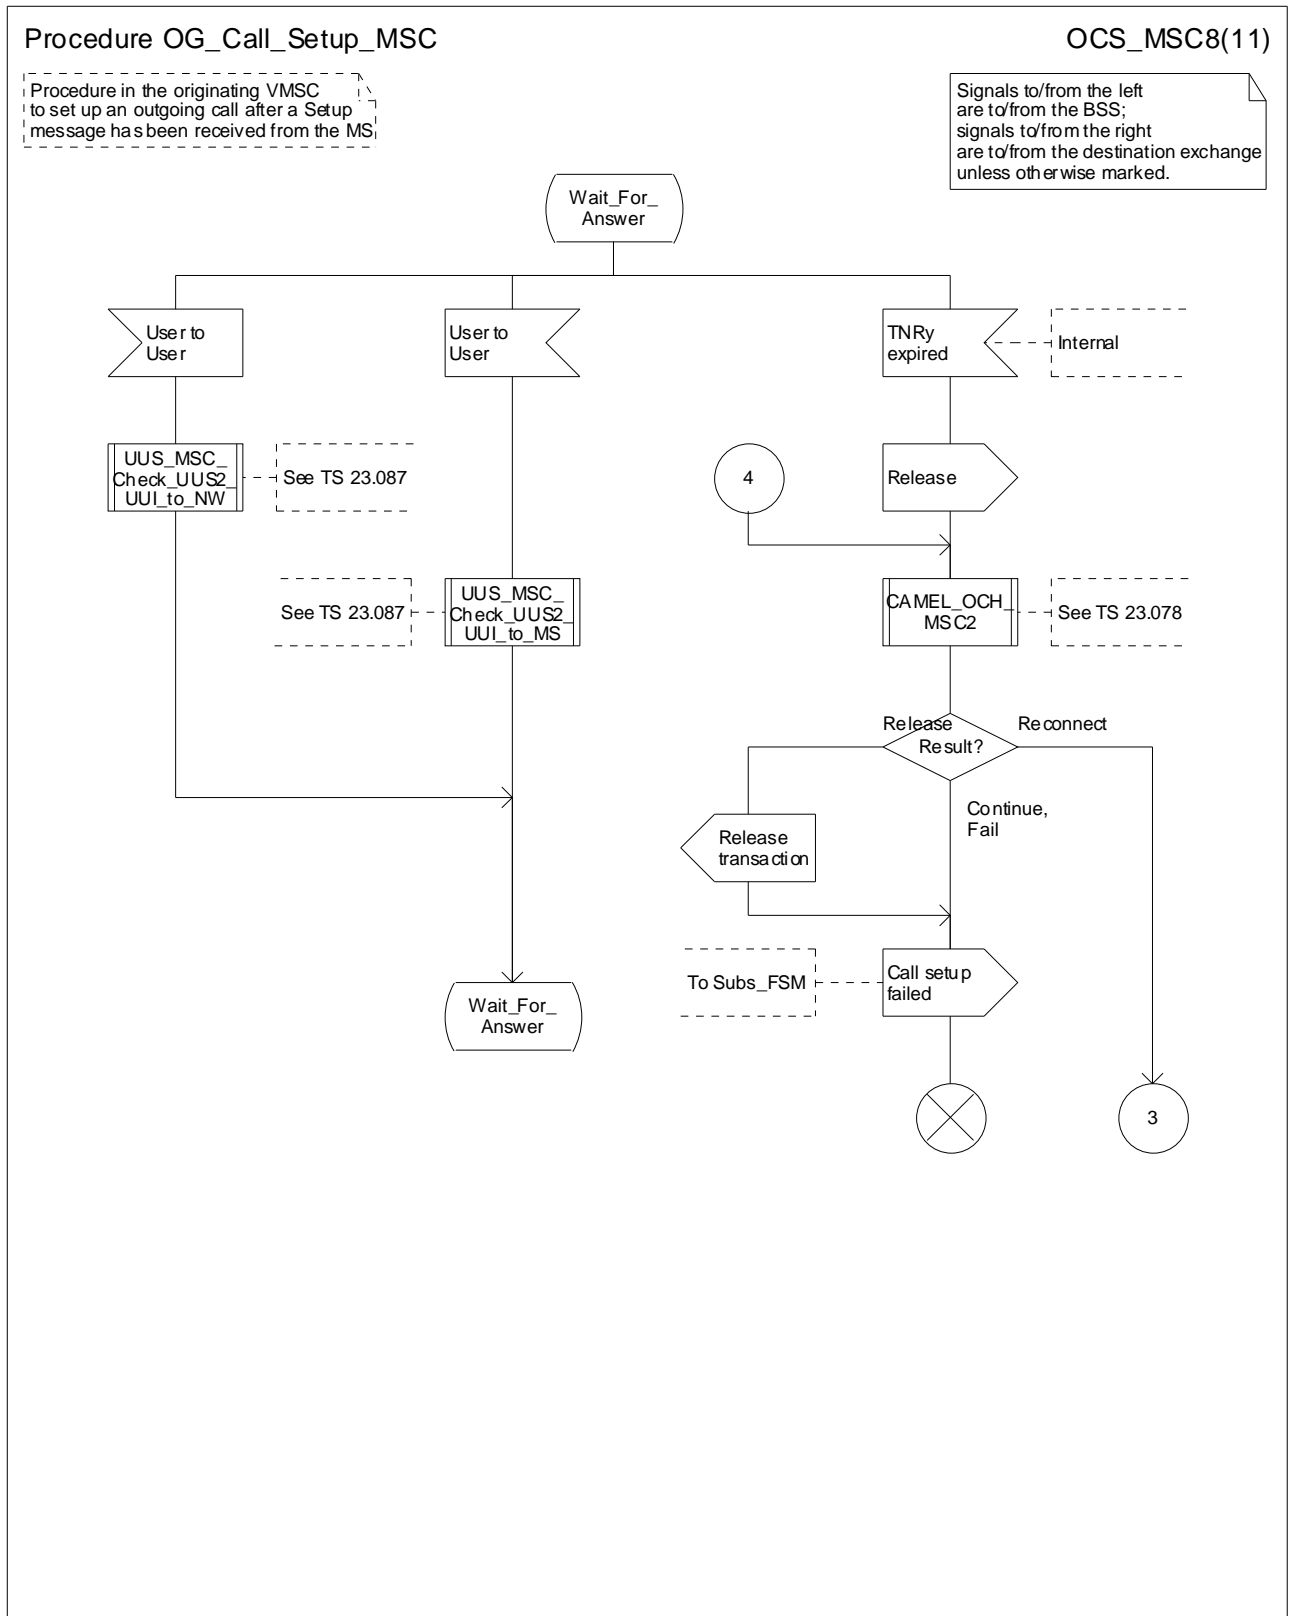 Procedure OG_Call_Setup_MSC
OCS_MSC8(11)
Procedure in the originating VMSC
to set up an outgoing call after a Setup
message has been received from the MS
Signals to/from the left
are to/from the BSS;
signals to/from the right
are to/from the destination exchange
unless otherwise marked.
Wait_For_
Answer
User to
User
User to
User
TNRy
expired
Internal
UUS_MSC_
Check_UUS2_
UUI_to_NW
See TS 23.087
4
Release
See TS 23.087
UUS_MSC_
Check_UUS2_
UUI_to_MS
CAMEL_OCH_
MSC2
See TS 23.078
Release
Reconnect
Result?
Continue,
Fail
Release
transaction
To Subs_FSM
Call setup
failed
Wait_For_
Answer
3